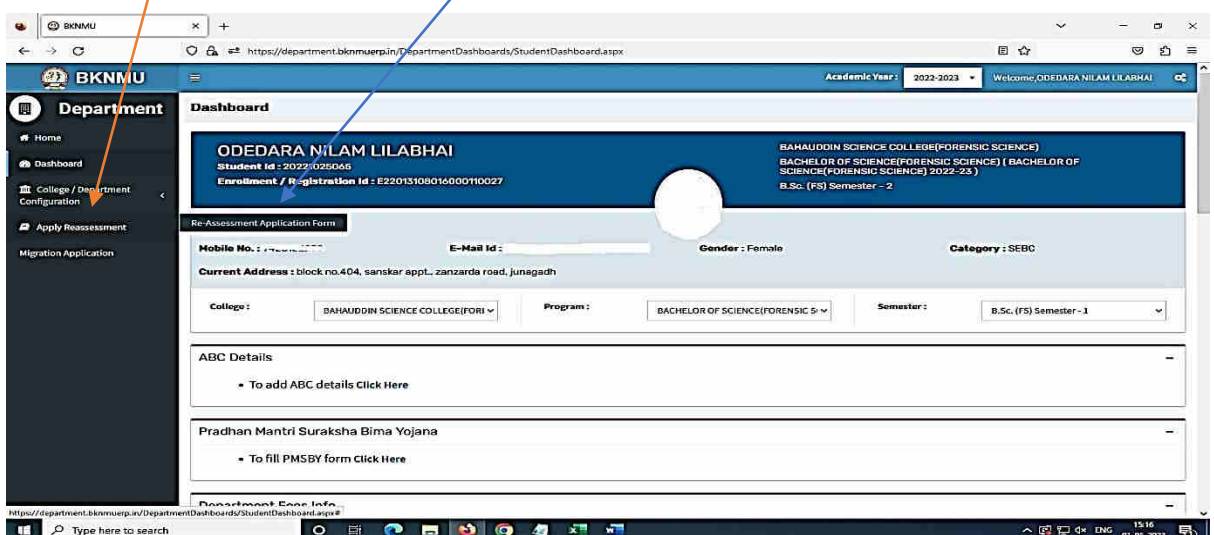 BKNMU
https://department.bknmuerp.in/DepartmentDashboards/StudentDashboard.aspx
BKNMU
Academic Year :
2022-2023
Welcome,ODEDARA NILAM LILABHAI
Department
Dashboard
Home
Dashboard
College / Department Configuration
Apply Reassessment
Migration Application
ODEDARA NILAM LILABHAI
Student Id : 2022025065
Enrollment / Registration Id : E22013108016000110027
BAHAUDDIN SCIENCE COLLEGE(FORENSIC SCIENCE)
BACHELOR OF SCIENCE(FORENSIC SCIENCE) ( BACHELOR OF
SCIENCE(FORENSIC SCIENCE) 2022-23 )
B.Sc. (FS) Semester - 2
Re-Assessment Application Form
Mobile No. :
E-Mail Id :
Gender : Female
Category : SEBC
Current Address : block no.404, sanskar appt., zanzarda road, junagadh
College :
BAHAUDDIN SCIENCE COLLEGE(FORI
Program :
BACHELOR OF SCIENCE(FORENSIC S
Semester :
B.Sc. (FS) Semester - 1
ABC Details
• To add ABC details Click Here
Pradhan Mantri Suraksha Bima Yojana
• To fill PMSBY form Click Here
Department Fees Info
https://department.bknmuerp.in/DepartmentDashboards/StudentDashboard.aspx#
Type here to search
ENG
15:16